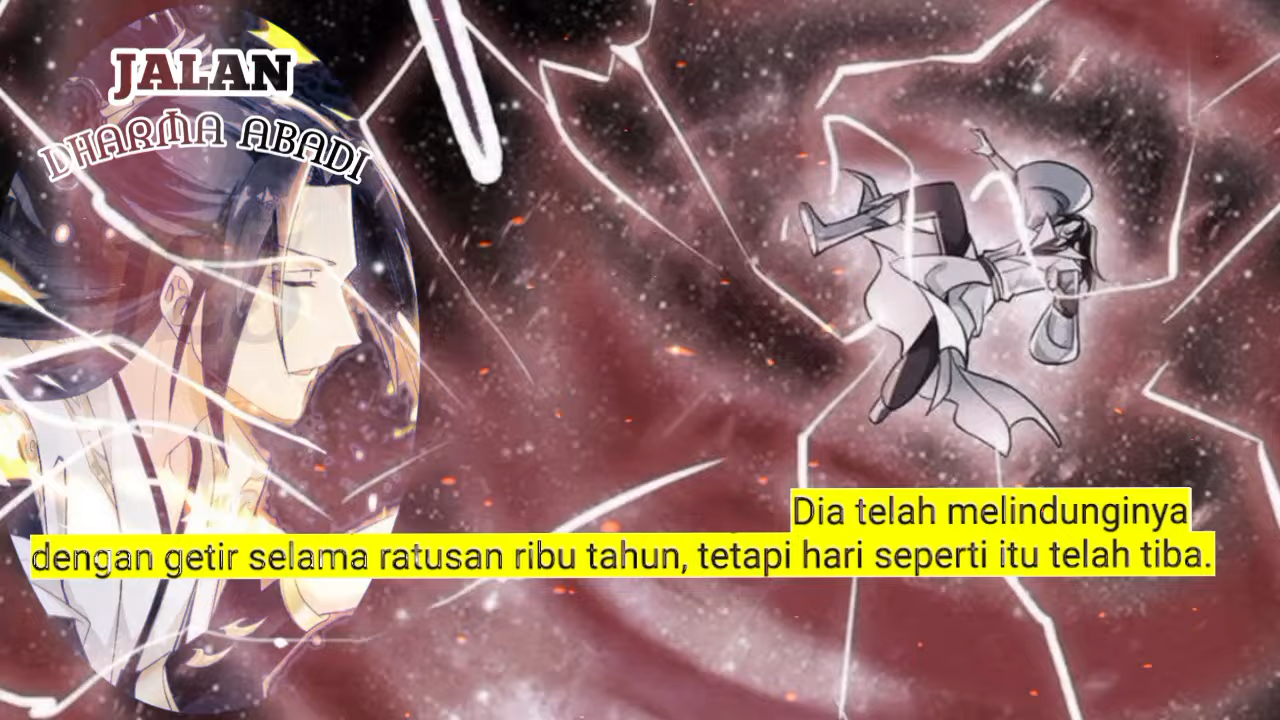 JALAN
DHARMA ABADI
Dia telah melindunginya
dengan getir selama ratusan ribu tahun, tetapi hari seperti itu telah tiba.